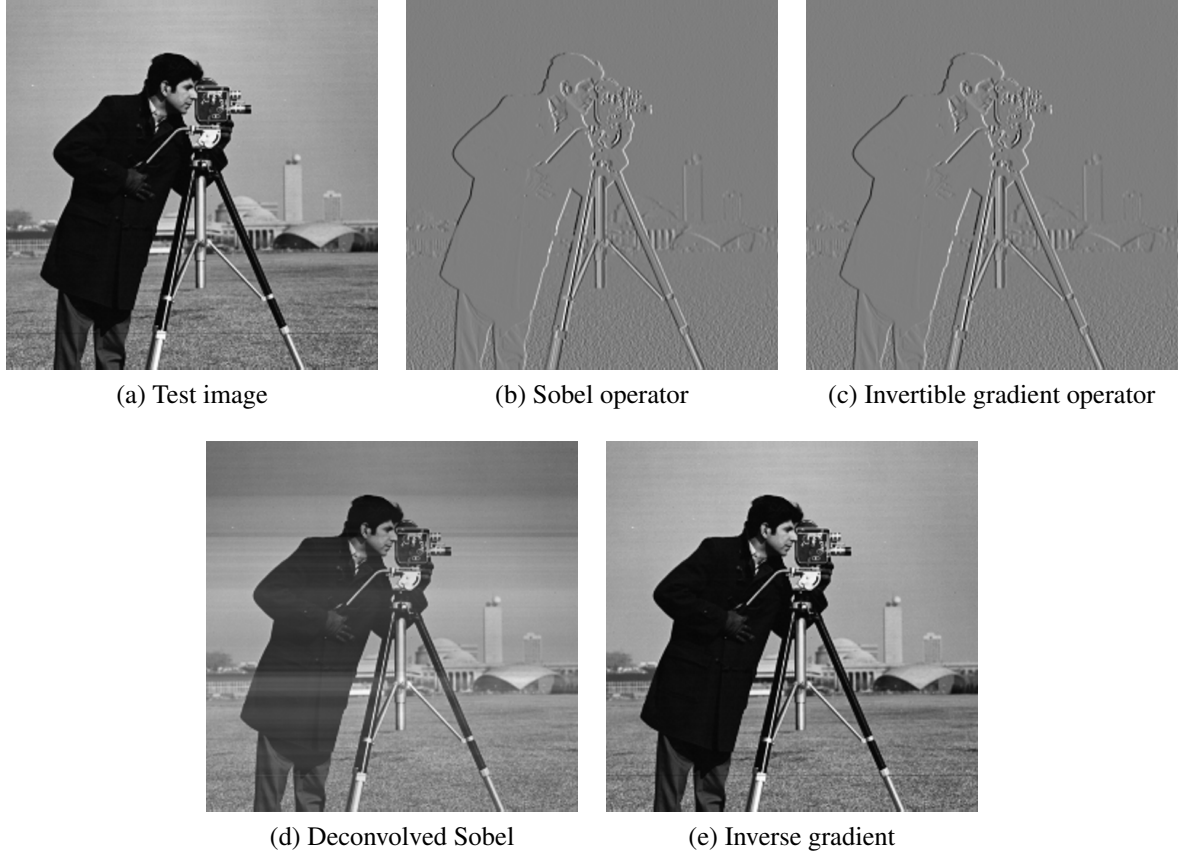 (a) Test image
(b) Sobel operator
(c) Invertible gradient operator
(d) Deconvolved Sobel
(e) Inverse gradient